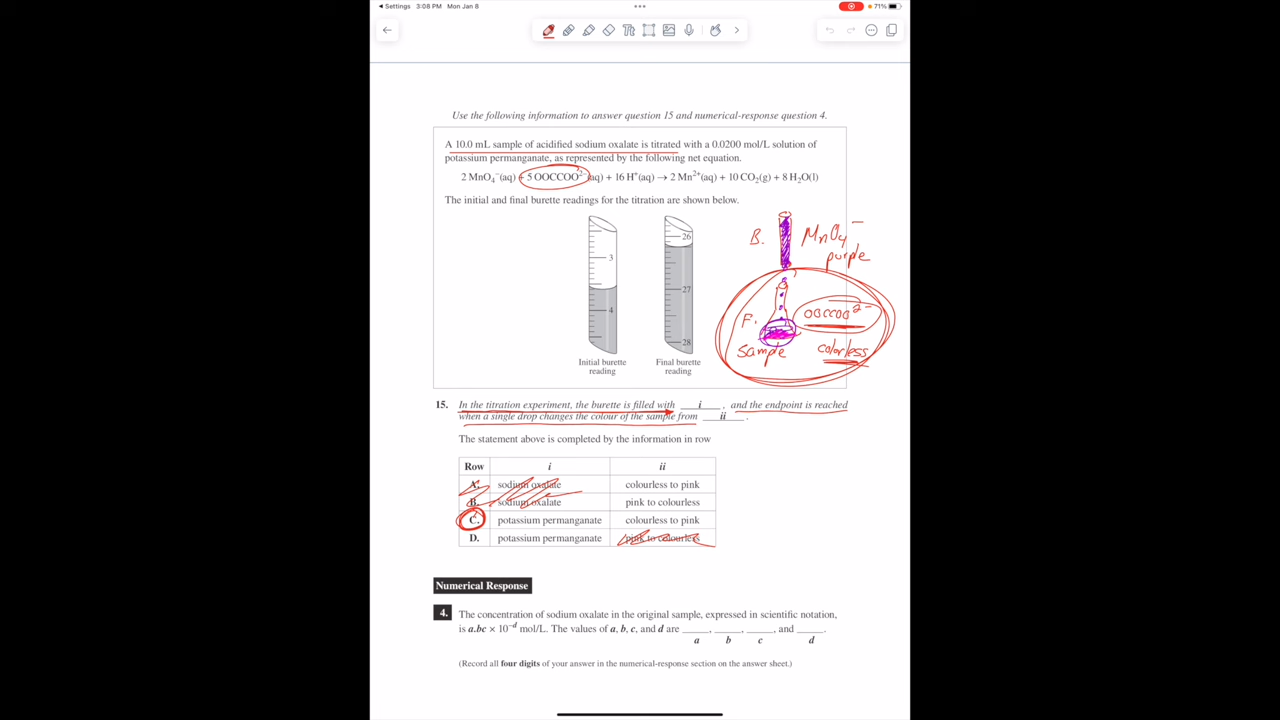 Settings 3:08 PM Mon Jan 8 71%
Use the following information to answer question 15 and numerical-response question 4.
A 10.0 mL sample of acidified sodium oxalate is titrated with a 0.0200 mol/L solution of
potassium permanganate, as represented by the following net equation.
2 MnO₄⁻(aq) + 5 OOCCOO²⁻(aq) + 16 H⁺(aq) → 2 Mn²⁺(aq) + 10 CO₂(g) + 8 H₂O(l)
The initial and final burette readings for the titration are shown below.
3
4
Initial burette
reading
26
27
28
Final burette
reading
B. MnO₄⁻
purple
F. OOCCOO²⁻
sample colorless
15. In the titration experiment, the burette is filled with ___i___, and the endpoint is reached
when a single drop changes the colour of the sample from ___ii___.
The statement above is completed by the information in row
Row i ii
A. sodium oxalate colourless to pink
B. sodium oxalate pink to colourless
C. potassium permanganate colourless to pink
D. potassium permanganate pink to colourless
Numerical Response
4. The concentration of sodium oxalate in the original sample, expressed in scientific notation,
is a.bc × 10⁻ᵈ mol/L. The values of a, b, c, and d are ____, ____, ____, and ____.
a b c d
(Record all four digits of your answer in the numerical-response section on the answer sheet.)